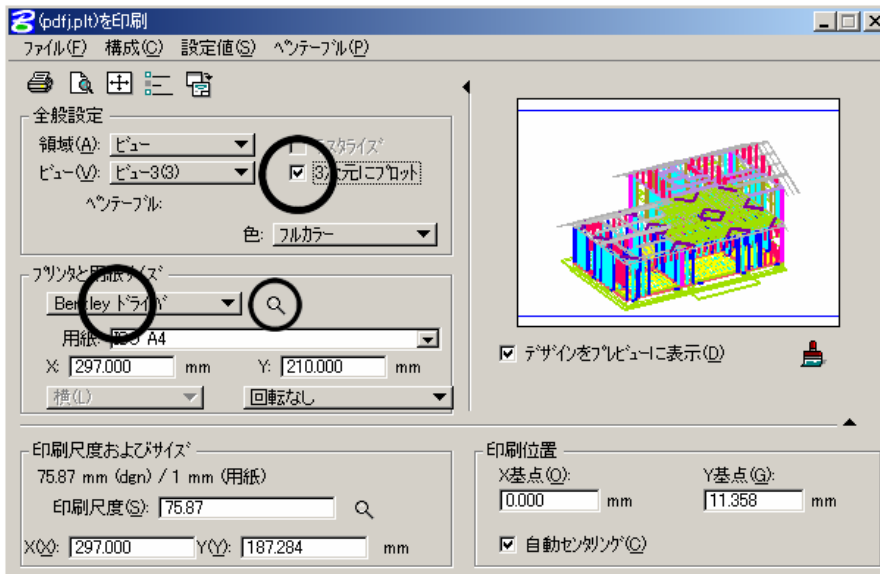 (pdfj.plt)を印刷
ファイル(F) 構成(C) 設定値(S) ペンテーブル(P)
全般設定
領域(A): ビュー
ラスタライズ
ビュー(V): ビュー3(3)
3次元にプロット
ペンテーブル:
色: フルカラー
プリンタと用紙サイズ
Bentley ドライバ
用紙: ISO A4
X: 297.000 mm Y: 210.000 mm
横(L) 回転なし
デザインをプレビューに表示(D)
印刷尺度およびサイズ
75.87 mm (dgn) / 1 mm (用紙)
印刷尺度(S): 75.87
X(X): 297.000 Y(Y): 187.284 mm
印刷位置
X基点(O): Y基点(G):
0.000 mm 11.358 mm
自動センタリング(C)